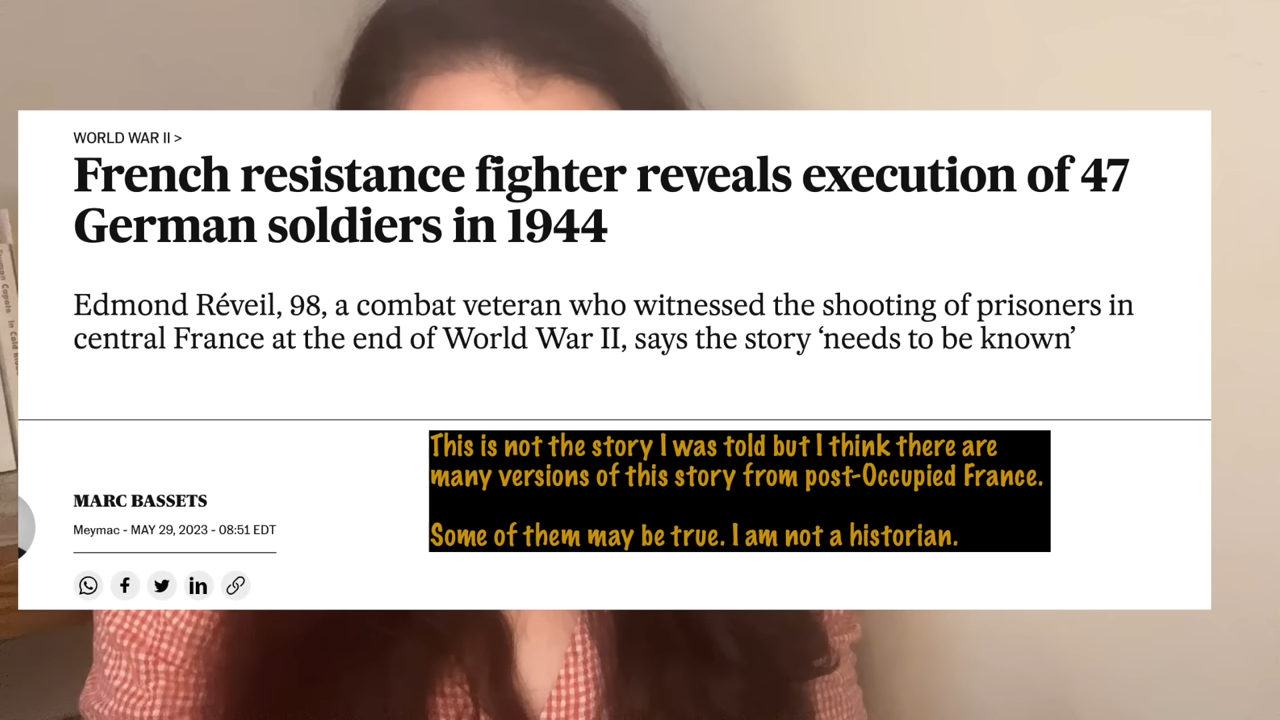 WORLD WAR II >
French resistance fighter reveals execution of 47
German soldiers in 1944
Edmond Réveil, 98, a combat veteran who witnessed the shooting of prisoners in
central France at the end of World War II, says the story ‘needs to be known’
This is not the story I was told but I think there are
many versions of this story from post-Occupied France.
Some of them may be true. I am not a historian.
MARC BASSETS
Meymac - MAY 29, 2023 - 08:51 EDT